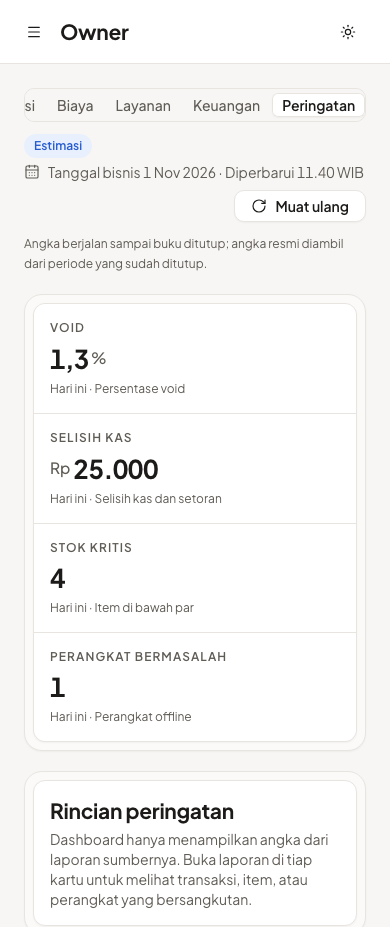 Owner
si Biaya Layanan Keuangan Peringatan
Estimasi
Tanggal bisnis 1 Nov 2026 · Diperbarui 11.40 WIB
Muat ulang
Angka berjalan sampai buku ditutup; angka resmi diambil
dari periode yang sudah ditutup.
VOID
1,3%
Hari ini · Persentase void
SELISIH KAS
Rp 25.000
Hari ini · Selisih kas dan setoran
STOK KRITIS
4
Hari ini · Item di bawah par
PERANGKAT BERMASALAH
1
Hari ini · Perangkat offline
Rincian peringatan
Dashboard hanya menampilkan angka dari
laporan sumbernya. Buka laporan di tiap
kartu untuk melihat transaksi, item, atau
perangkat yang bersangkutan.